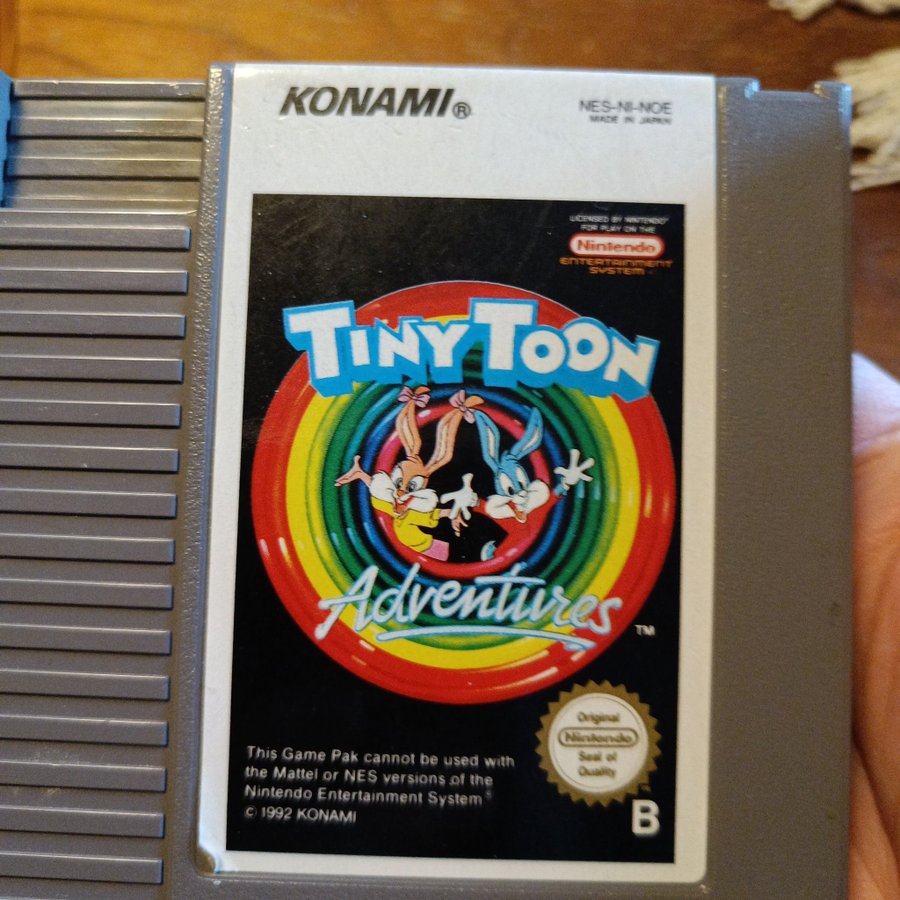 KONAMI®
NES-NI-NOE
MADE IN JAPAN
LICENSED BY NINTENDO®
FOR PLAY ON THE
Nintendo®
ENTERTAINMENT
SYSTEM™
TINY TOON
Adventures
TM
Original
Nintendo
Seal of
Quality
This Game Pak cannot be used with
the Mattel or NES versions of the
Nintendo Entertainment System®
© 1992 KONAMI
B